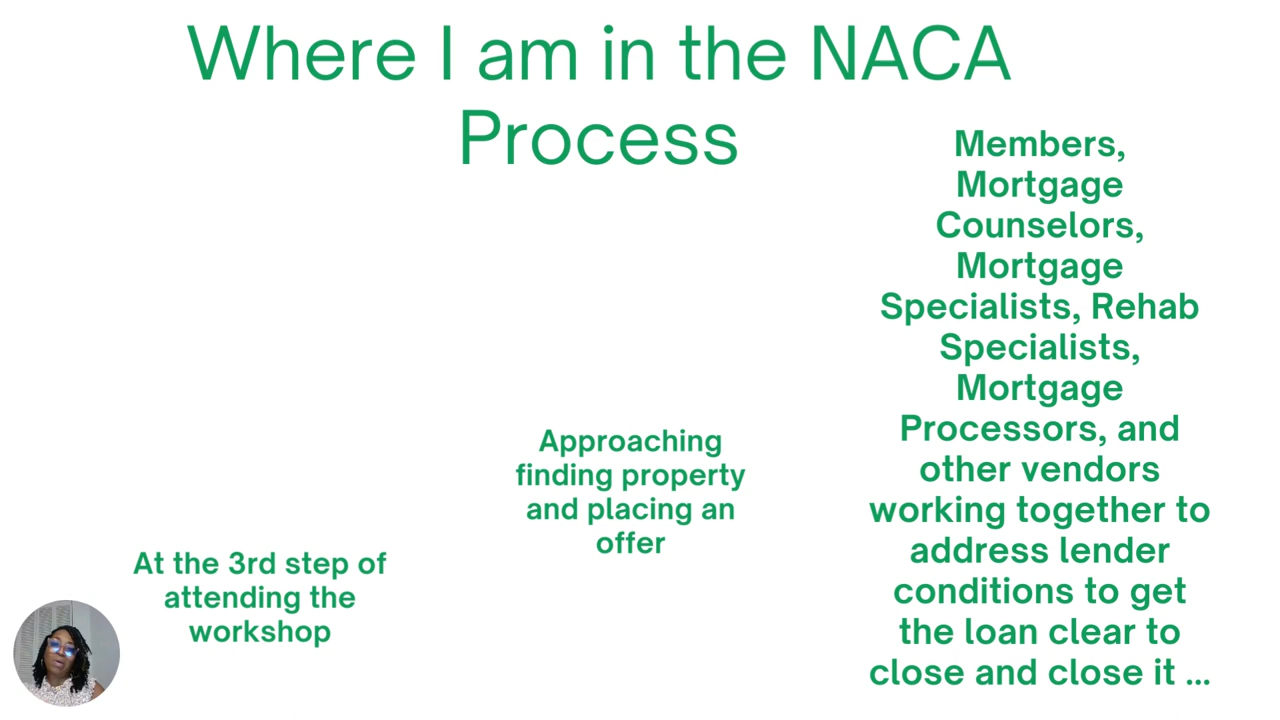 Where I am in the NACA
Process
At the 3rd step of
attending the
workshop
Approaching
finding property
and placing an
offer
Members,
Mortgage
Counselors,
Mortgage
Specialists, Rehab
Specialists,
Mortgage
Processors, and
other vendors
working together to
address lender
conditions to get
the loan clear to
close and close it ...